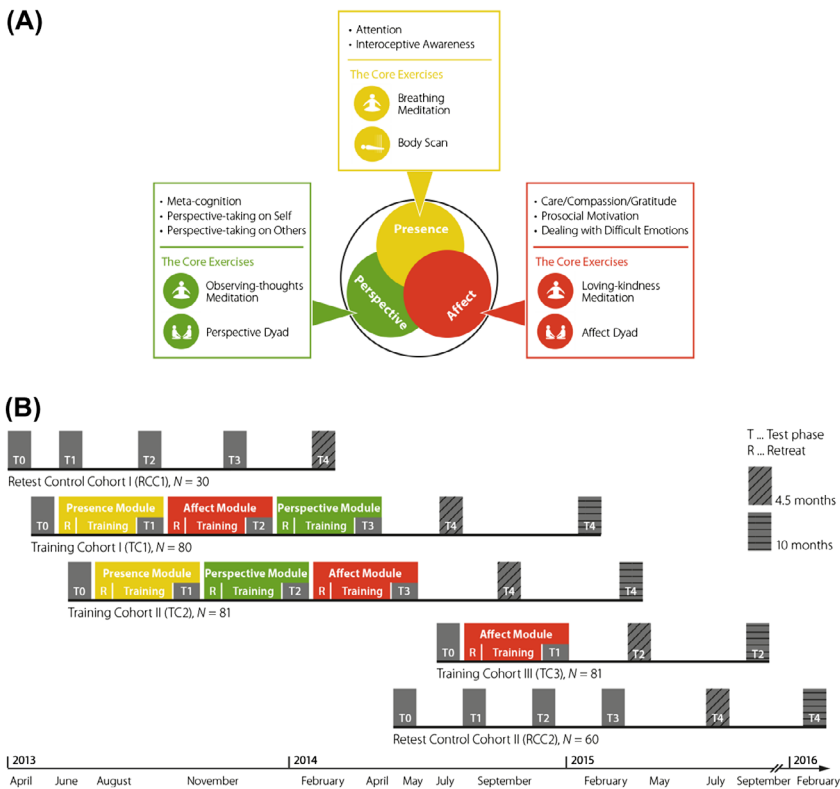 (A)
• Attention
• Interoceptive Awareness
The Core Exercises
Breathing
Meditation
Body Scan
• Meta-cognition
• Perspective-taking on Self
• Perspective-taking on Others
The Core Exercises
Observing-thoughts
Meditation
Perspective Dyad
Presence
Perspective
Affect
• Care/Compassion/Gratitude
• Prosocial Motivation
• Dealing with Difficult Emotions
The Core Exercises
Loving-kindness
Meditation
Affect Dyad
(B)
T0 T1 T2 T3 T4
Retest Control Cohort I (RCC1), N = 30
Presence Module Affect Module Perspective Module
T0 R Training T1 R Training T2 R Training T3 T4 T4
Training Cohort I (TC1), N = 80
Presence Module Perspective Module Affect Module
T0 R Training T1 R Training T2 R Training T3 T4 T4
Training Cohort II (TC2), N = 81
Affect Module
T0 R Training T1 T2 T2
Training Cohort III (TC3), N = 81
T0 T1 T2 T3 T4 T4
Retest Control Cohort II (RCC2), N = 60
T ... Test phase
R ... Retreat
4.5 months
10 months
2013 2014 2015 2016
April June August November February April May July September February May July September February